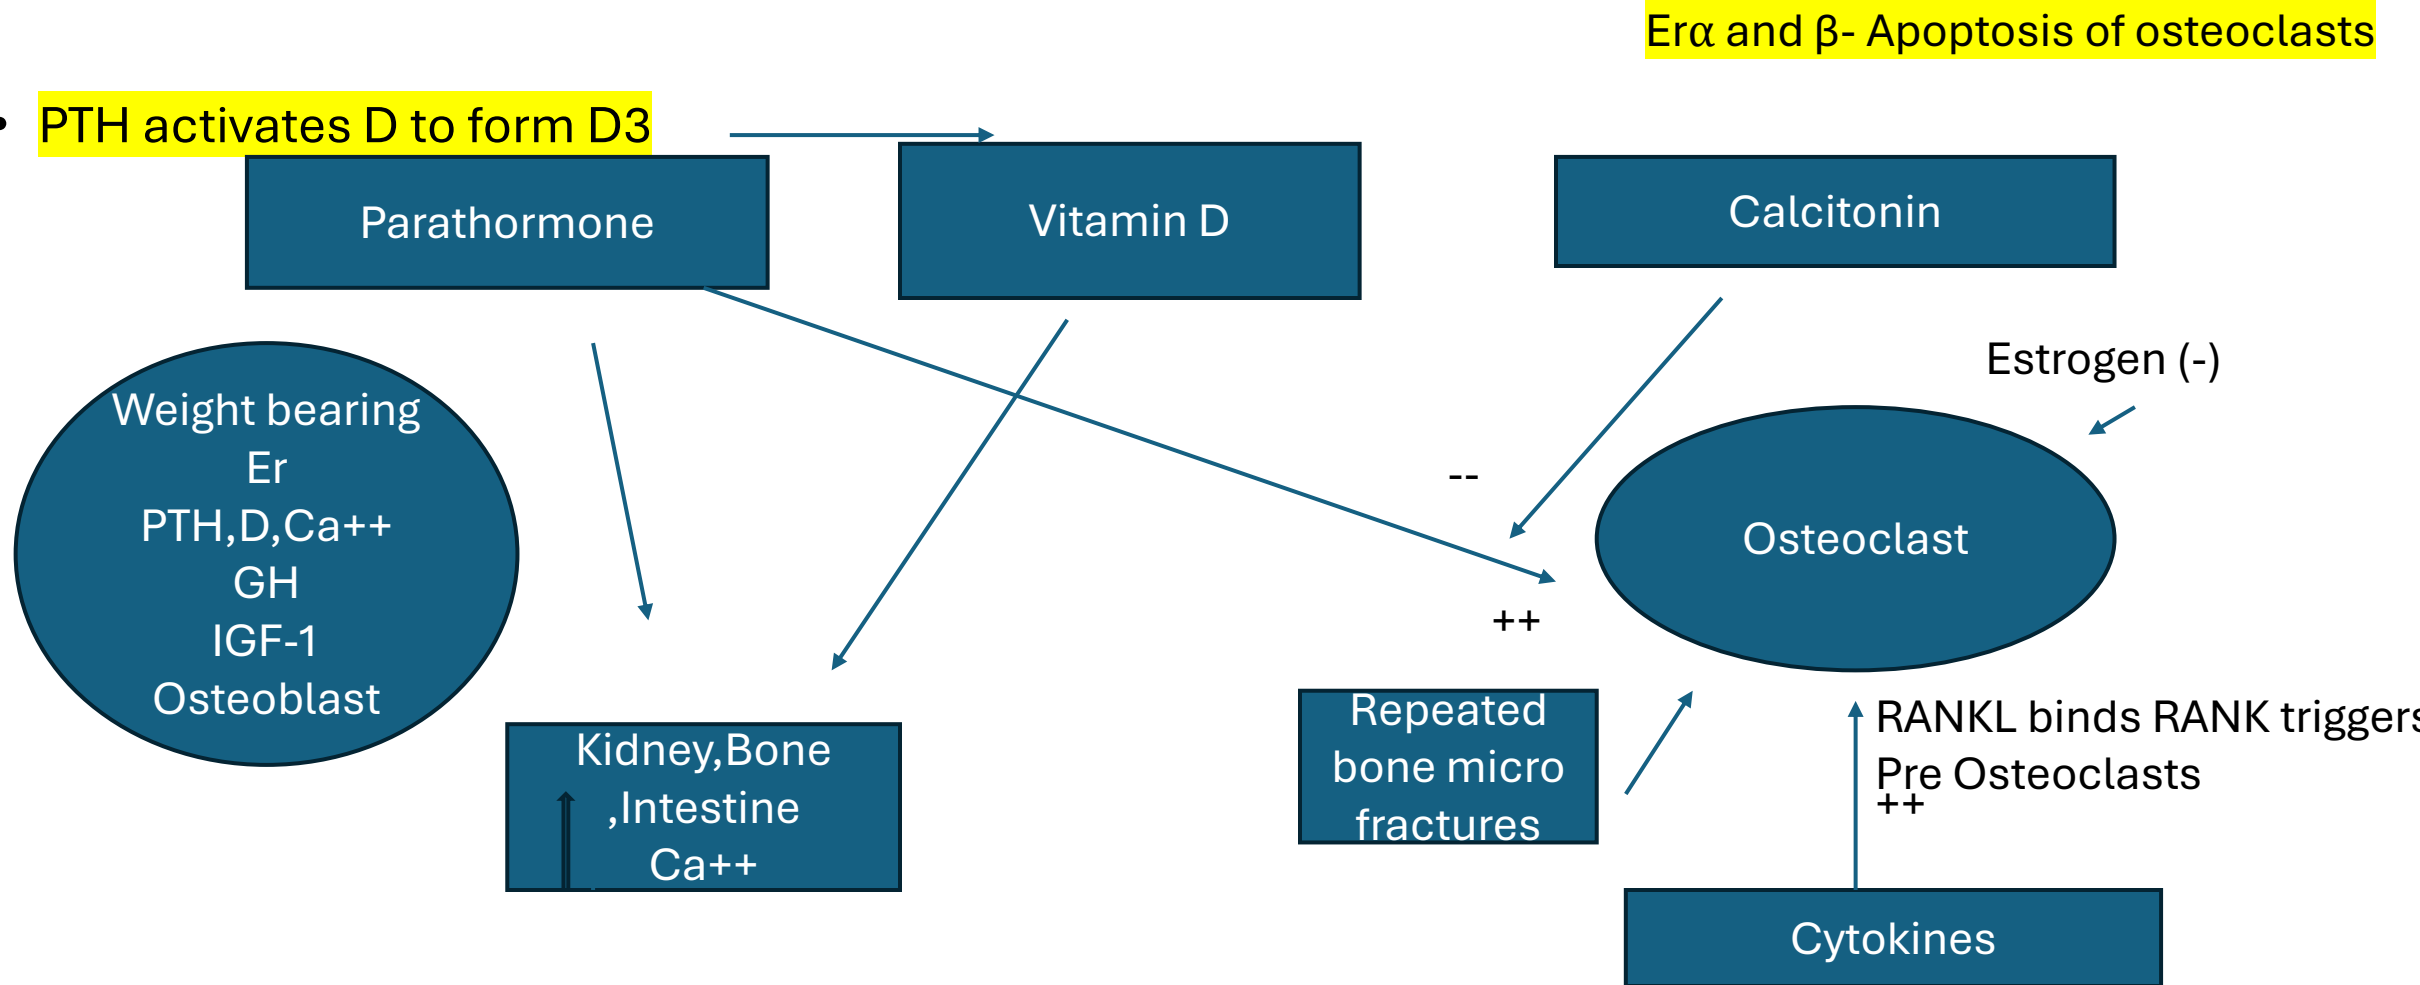 Erα and β- Apoptosis of osteoclasts
• PTH activates D to form D3
Parathormone
Vitamin D
Calcitonin
Estrogen (-)
Weight bearing
Er
PTH,D,Ca++
GH
IGF-1
Osteoblast
--
Osteoclast
++
Kidney,Bone
,Intestine
Ca++
Repeated
bone micro
fractures
RANKL binds RANK triggers
Pre Osteoclasts
++
Cytokines